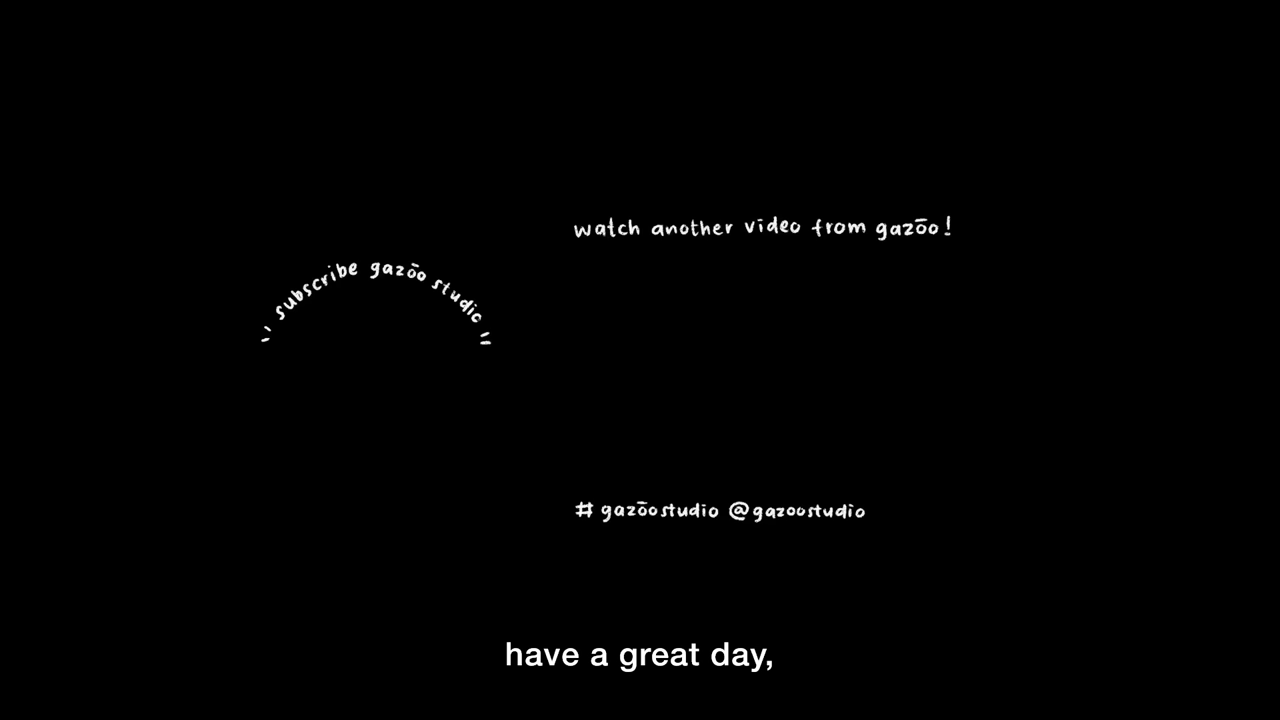 watch another video from gazōo!
subscribe gazōo studio
# gazōostudio @gazoostudio
have a great day,